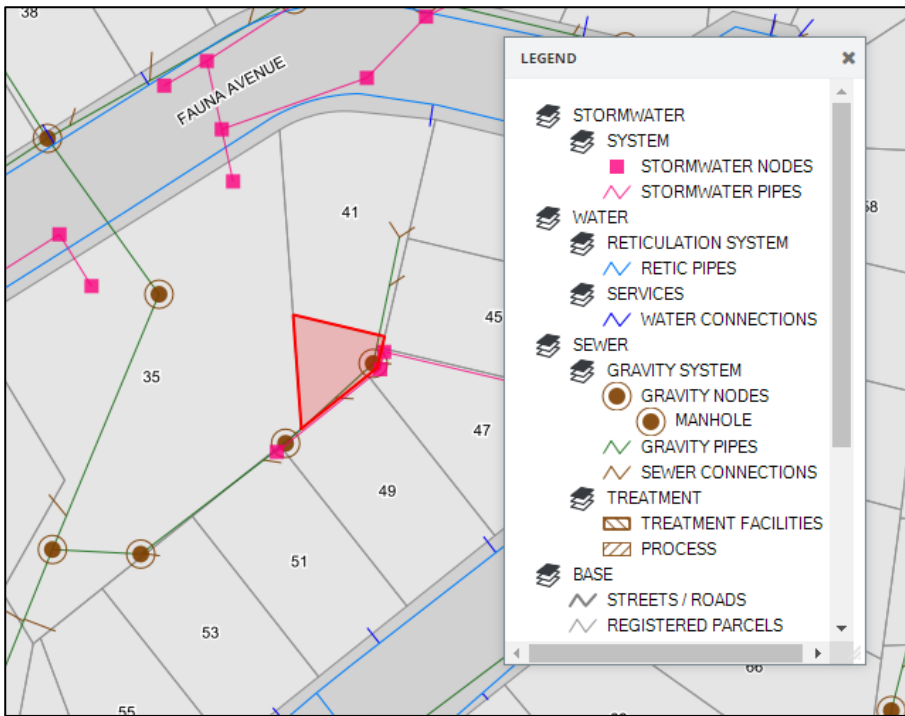 38
FAUNA AVENUE
41
45
35
47
49
51
53
55
LEGEND
STORMWATER
SYSTEM
STORMWATER NODES
STORMWATER PIPES
WATER
RETICULATION SYSTEM
RETIC PIPES
SERVICES
WATER CONNECTIONS
SEWER
GRAVITY SYSTEM
GRAVITY NODES
MANHOLE
GRAVITY PIPES
SEWER CONNECTIONS
TREATMENT
TREATMENT FACILITIES
PROCESS
BASE
STREETS / ROADS
REGISTERED PARCELS
66